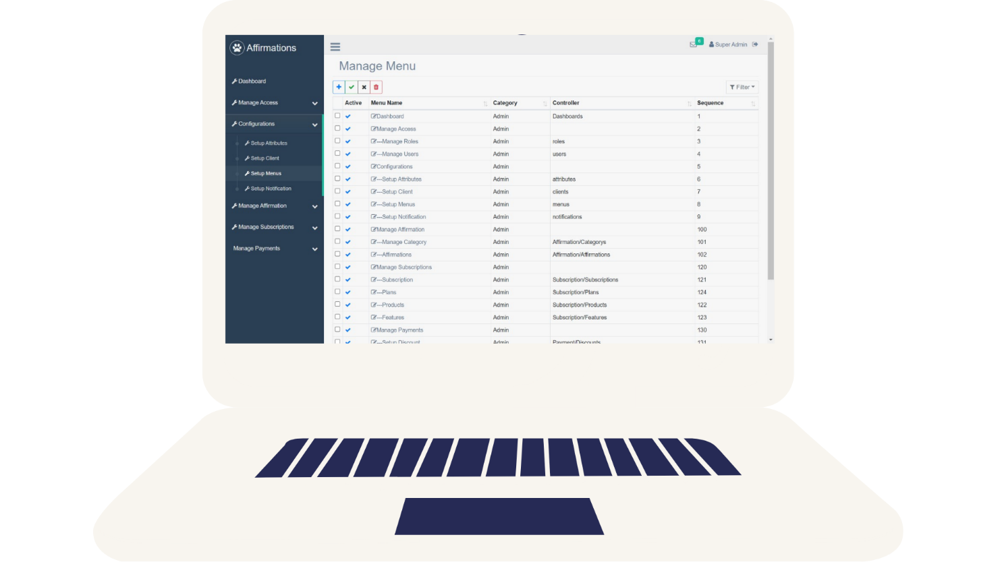 Affirmations
0
Super Admin
Manage Menu
Dashboard
Manage Access
Configurations
Setup Attributes
Setup Client
Setup Menus
Setup Notification
Manage Affirmation
Manage Subscriptions
Manage Payments
Filter
Active Menu Name Category Controller Sequence
Dashboard Admin Dashboards 1
Manage Access Admin 2
---Manage Roles Admin roles 3
---Manage Users Admin users 4
Configurations Admin 5
---Setup Attributes Admin attributes 6
---Setup Client Admin clients 7
---Setup Menus Admin menus 8
---Setup Notification Admin notifications 9
Manage Affirmation Admin 100
---Manage Category Admin Affirmation/Categorys 101
---Affirmations Admin Affirmation/Affirmations 102
Manage Subscriptions Admin 120
---Subscription Admin Subscription/Subscriptions 121
---Plans Admin Subscription/Plans 124
---Products Admin Subscription/Products 122
---Features Admin Subscription/Features 123
Manage Payments Admin 130
---Setup Discount Admin Payment/Discounts 131